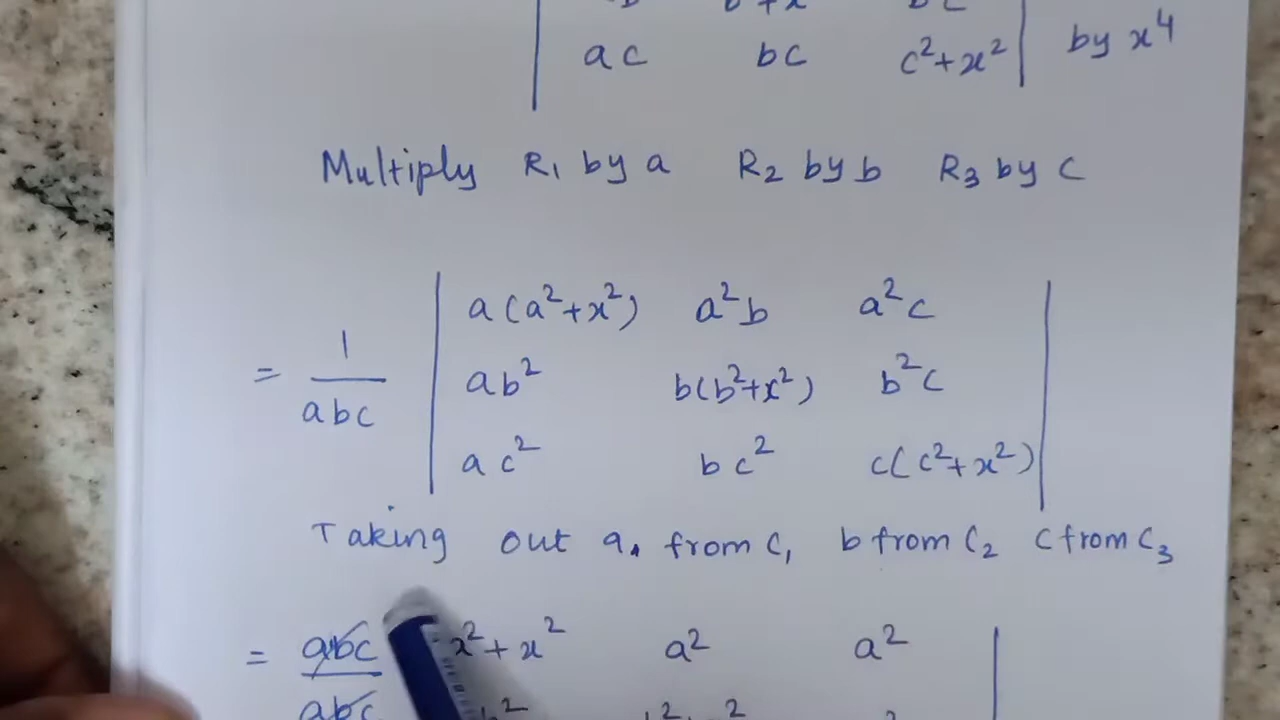 ac bc c²+x² by x⁴
Multiply R₁ by a R₂ by b R₃ by c
a(a²+x²) a²b a²c
= 1/abc ab² b(b²+x²) b²c
ac² bc² c(c²+x²)
Taking out a from C₁ b from C₂ c from C₃
= abc/abc x²+x² a² a²